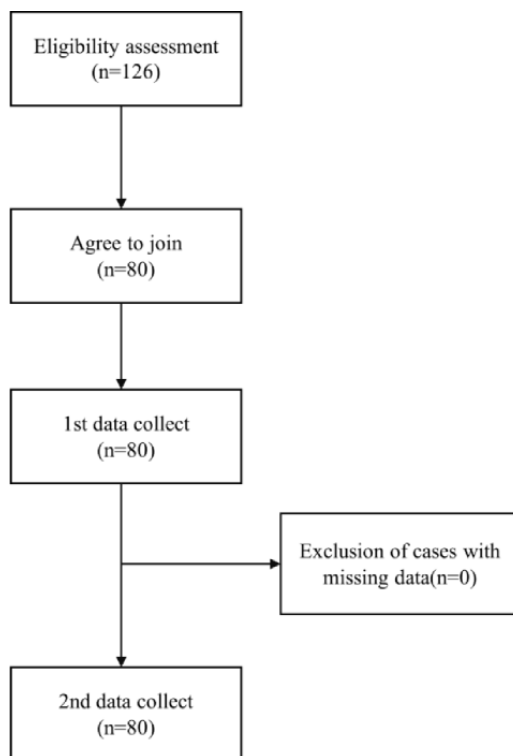 Eligibility assessment
(n=126)
Agree to join
(n=80)
1st data collect
(n=80)
Exclusion of cases with
missing data(n=0)
2nd data collect
(n=80)